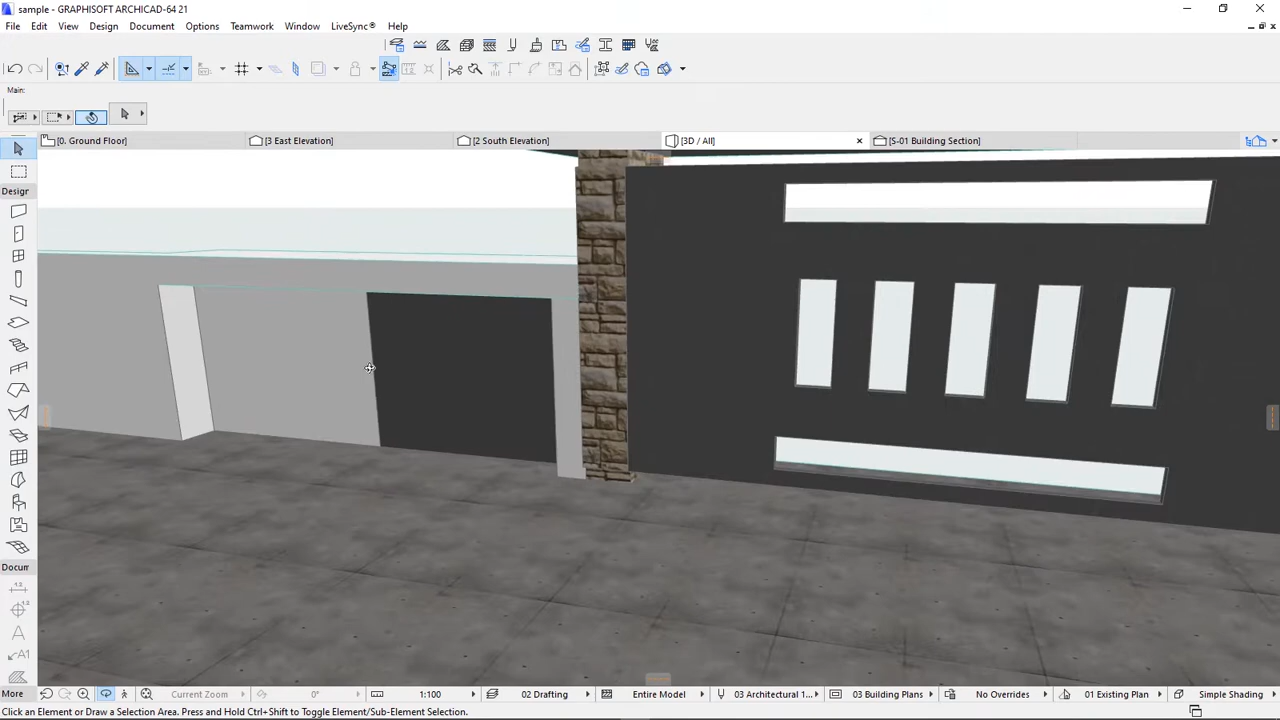 sample - GRAPHISOFT ARCHICAD-64 21
File Edit View Design Document Options Teamwork Window LiveSync® Help
Main:
[0. Ground Floor] [3 East Elevation] [2 South Elevation] [3D / All] [S-01 Building Section]
Design
1.2
A
A1
Docum
More
Current Zoom 0° 1:100 02 Drafting Entire Model 03 Architectural 1... 03 Building Plans No Overrides 01 Existing Plan Simple Shading
Click an Element or Draw a Selection Area. Press and Hold Ctrl+Shift to Toggle Element/Sub-Element Selection.